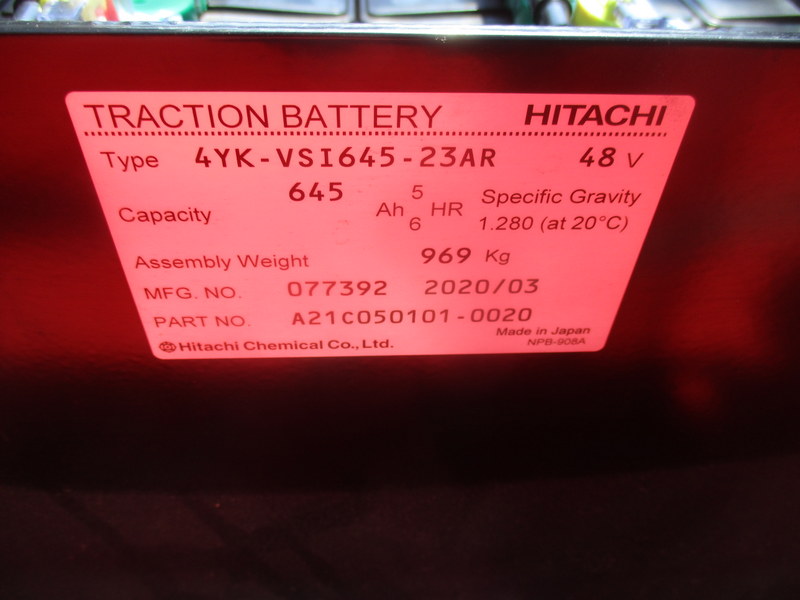 TRACTION BATTERY HITACHI
Type 4YK-VSI645-23AR 48 V
Capacity 645 Ah 5 6 HR Specific Gravity
1.280 (at 20°C)
Assembly Weight 969 Kg
MFG. NO. 077392 2020/03
PART NO. A21C050101-0020
Made in Japan
Hitachi Chemical Co., Ltd. NPB-908A